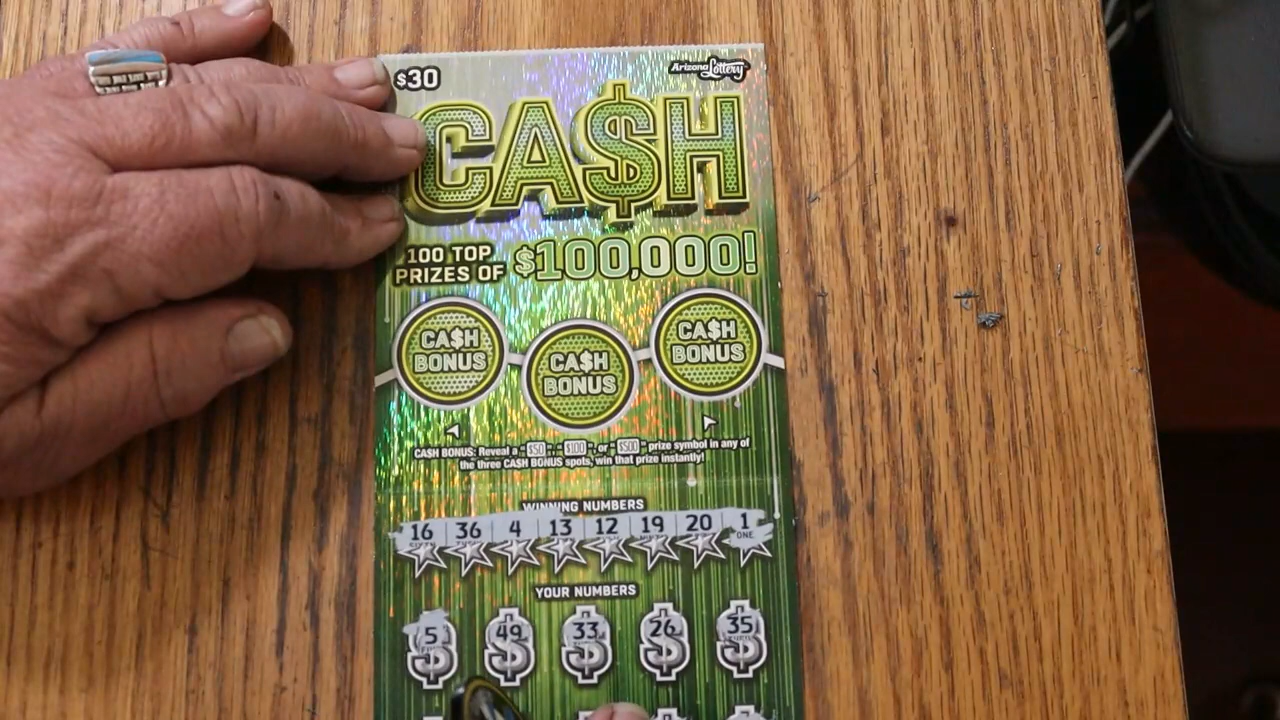 $30
Arizona Lottery
CA$H
100 TOP
PRIZES OF
$100,000!
CA$H
BONUS
CA$H
BONUS
CA$H
BONUS
CA$H BONUS: Reveal a "$50", "$100", or "$500" prize symbol in any of
the three CA$H BONUS spots, win that prize instantly!
WINNING NUMBERS
16 36 4 13 12 19 20 1
ONE
YOUR NUMBERS
5 49 33 26 35